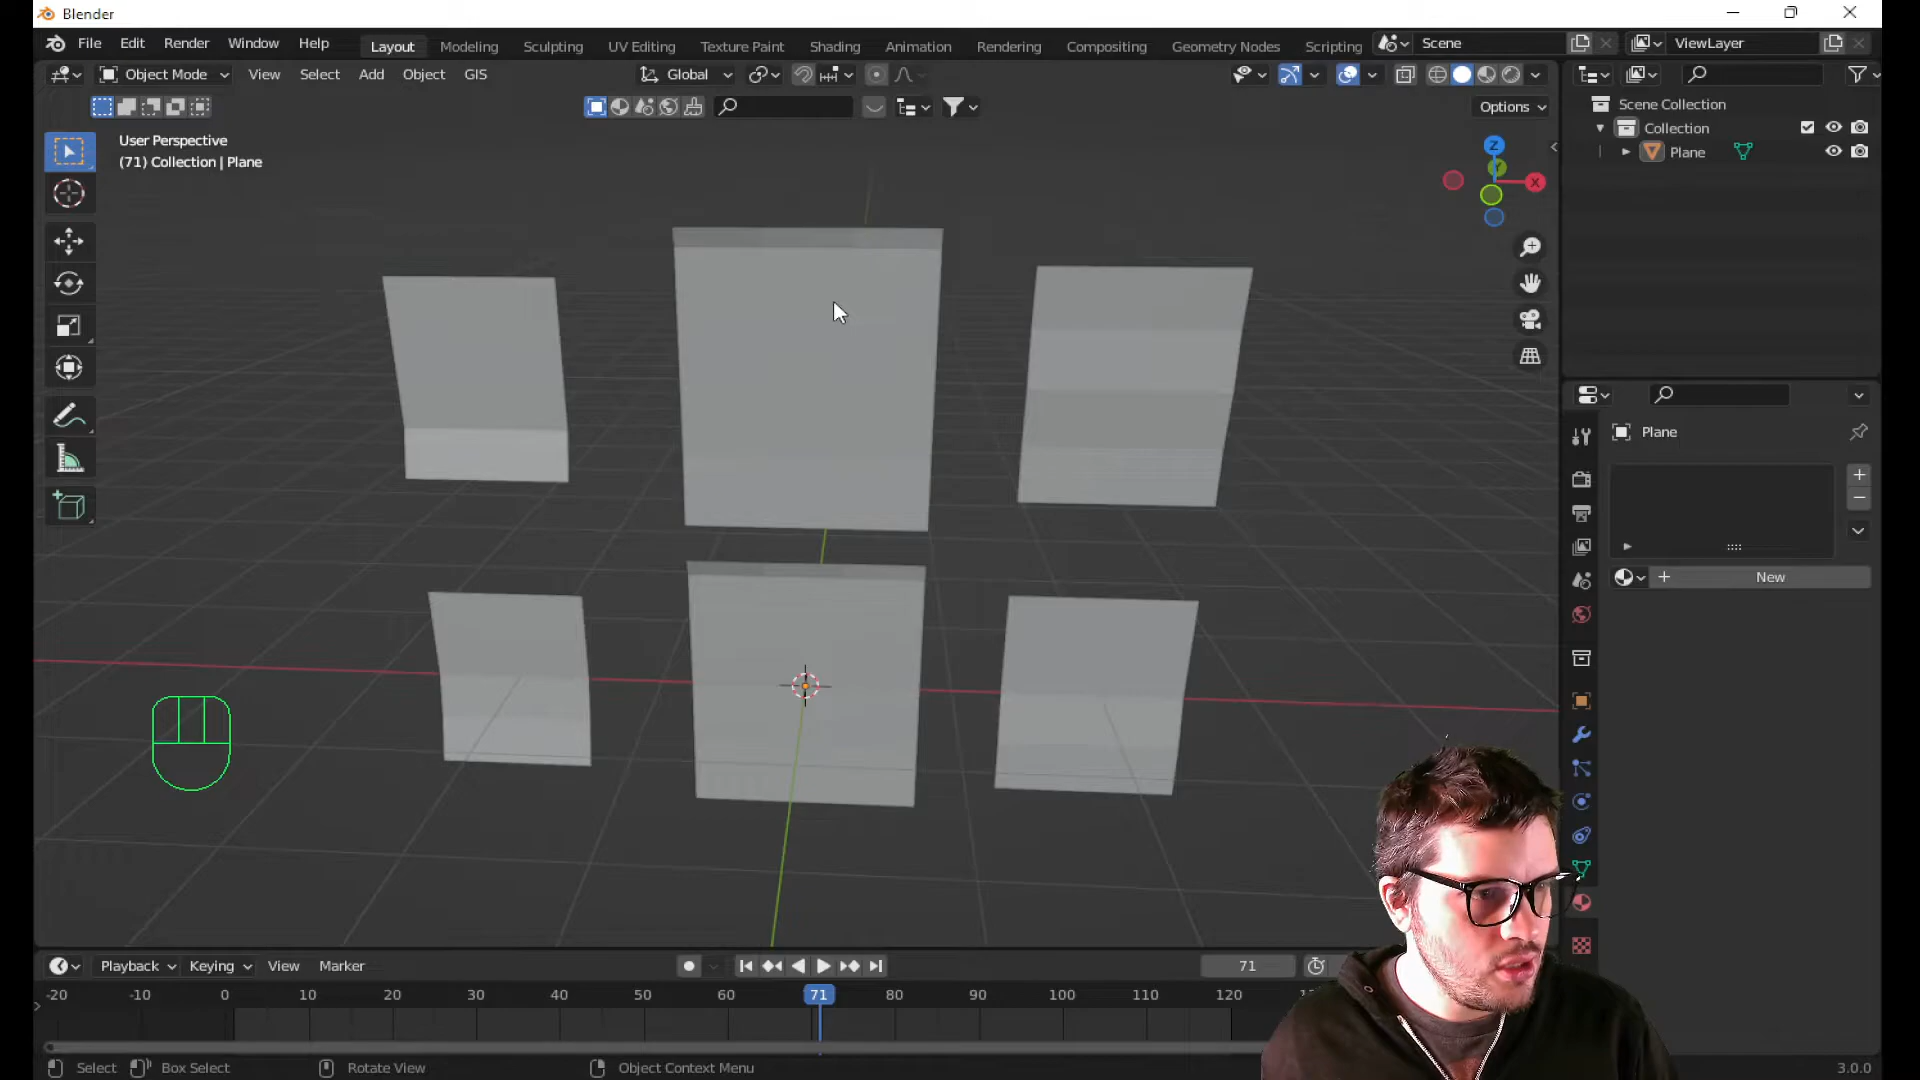 Blender
File Edit Render Window Help Layout Modeling Sculpting UV Editing Texture Paint Shading Animation Rendering Compositing Geometry Nodes Scripting Scene ViewLayer
Object Mode View Select Add Object GIS Global
Options
User Perspective
(71) Collection | Plane
Z
Y
X
Scene Collection
Collection
Plane
Plane
New
Playback Keying View Marker 71
-20 -10 0 10 20 30 40 50 60 71 80 90 100 110 120
Select Box Select Rotate View Object Context Menu 3.0.0